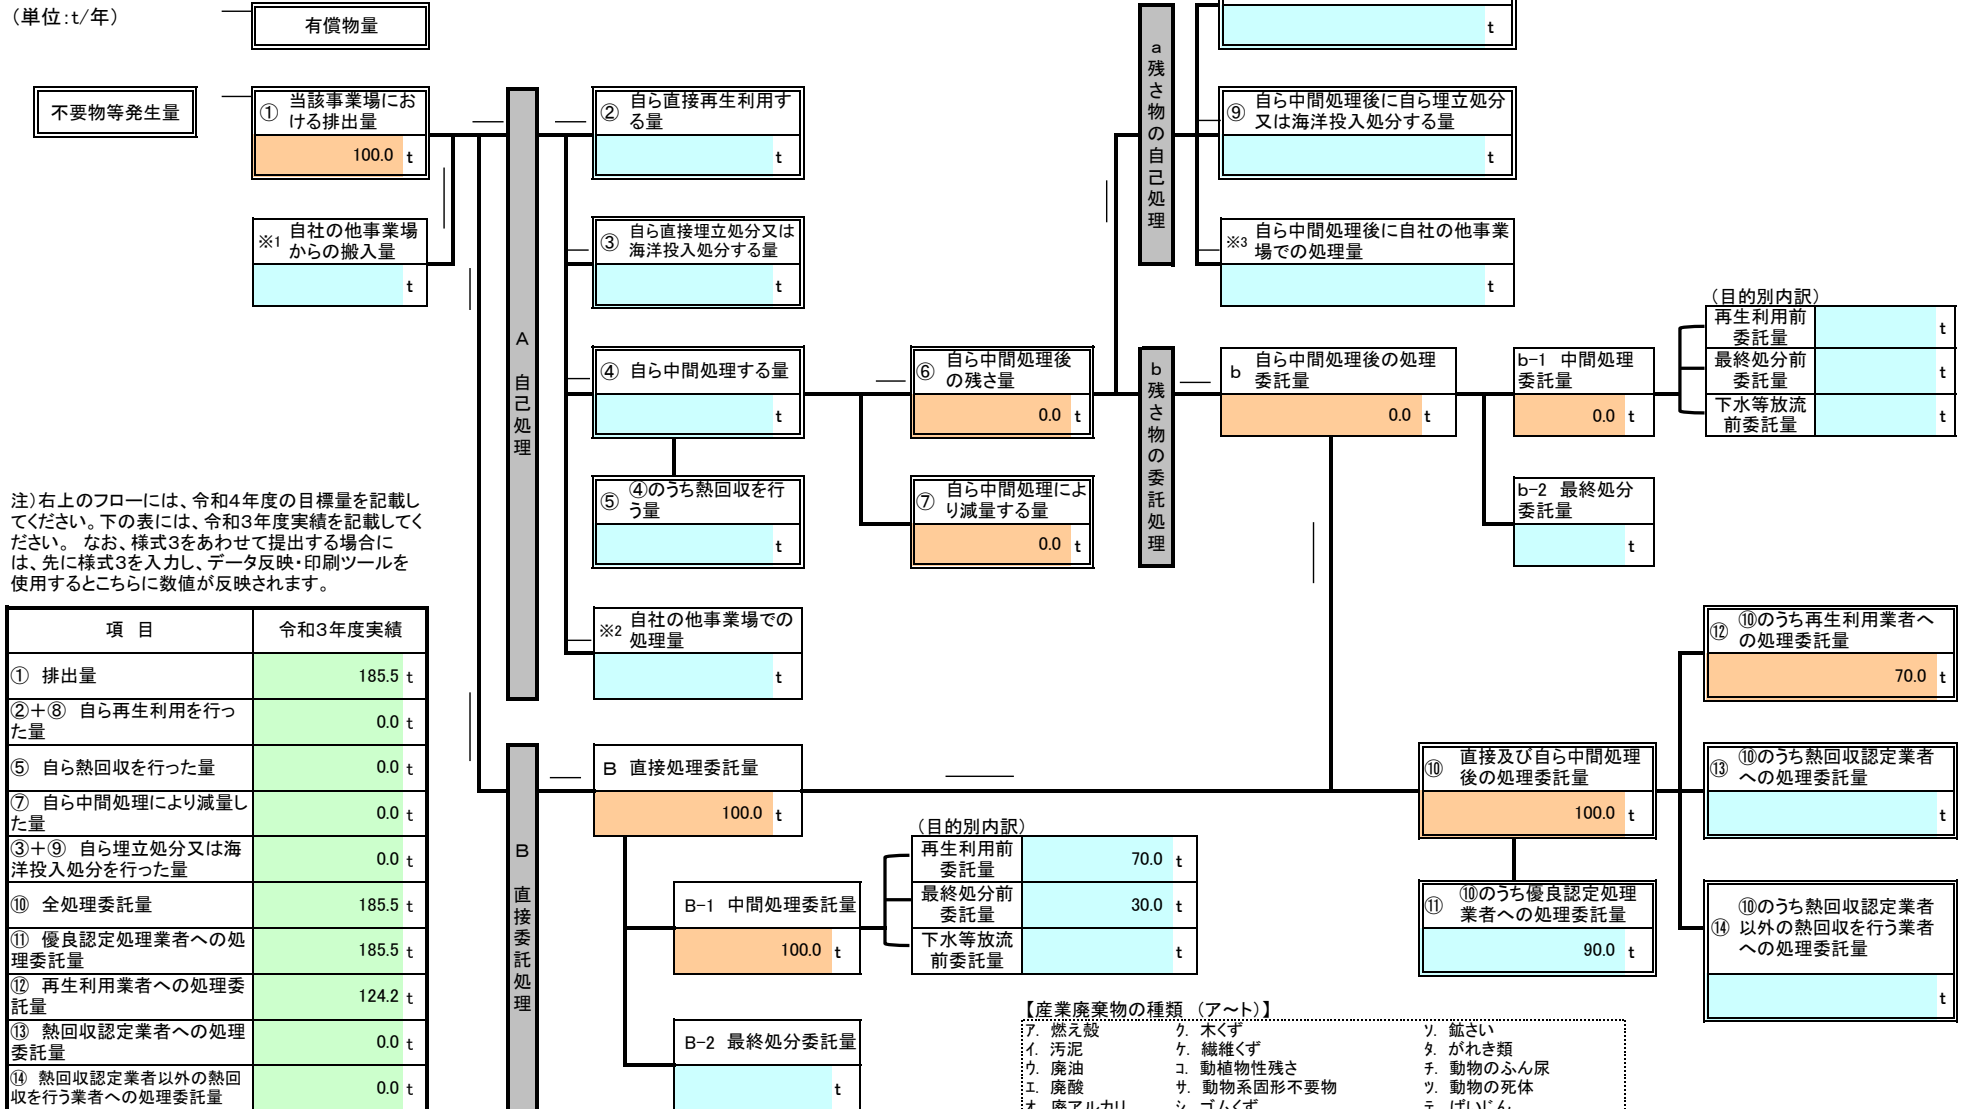 （単位：t/年）
有償物量
t
不要物等発生量
① 当該事業場にお
ける排出量
100.0 t
※1 自社の他事業場
からの搬入量
t
A 自己処理
② 自ら直接再生利用す
る量
t
③ 自ら直接埋立処分又は
海洋投入処分する量
t
④ 自ら中間処理する量
t
⑤ ④のうち熱回収を行
う量
t
※2 自社の他事業場での
処理量
t
⑥ 自ら中間処理後
の残さ量
0.0 t
⑦ 自ら中間処理によ
り減量する量
0.0 t
a 残さ物の自己処理
⑨ 自ら中間処理後に自ら埋立処分
又は海洋投入処分する量
t
※3 自ら中間処理後に自社の他事業
場での処理量
t
b 残さ物の委託処理
b 自ら中間処理後の処理
委託量
0.0 t
b-1 中間処理
委託量
0.0 t
（目的別内訳）
再生利用前
委託量
t
最終処分前
委託量
t
下水等放流
前委託量
t
b-2 最終処分
委託量
t
注）右上のフローには、令和４年度の目標量を記載し
てください。下の表には、令和３年度実績を記載してく
ださい。 なお、様式３をあわせて提出する場合に
は、先に様式３を入力し、データ反映・印刷ツールを
使用するとこちらに数値が反映されます。
項 目 令和３年度実績
① 排出量 185.5 t
②＋⑧ 自ら再生利用を行っ
た量 0.0 t
⑤ 自ら熱回収を行った量 0.0 t
⑦ 自ら中間処理により減量し
た量 0.0 t
③＋⑨ 自ら埋立処分又は海
洋投入処分を行った量 0.0 t
⑩ 全処理委託量 185.5 t
⑪ 優良認定処理業者への処
理委託量 185.5 t
⑫ 再生利用業者への処理委
託量 124.2 t
⑬ 熱回収認定業者への処理
委託量 0.0 t
⑭ 熱回収認定業者以外の熱回
収を行う業者への処理委託量 0.0 t
B 直接委託処理
B 直接処理委託量
100.0 t
B-1 中間処理委託量
100.0 t
（目的別内訳）
再生利用前
委託量
70.0 t
最終処分前
委託量
30.0 t
下水等放流
前委託量
t
B-2 最終処分委託量
t
⑩ 直接及び自ら中間処理
後の処理委託量
100.0 t
⑪ ⑩のうち優良認定処理
業者への処理委託量
90.0 t
⑫ ⑩のうち再生利用業者へ
の処理委託量
70.0 t
⑬ ⑩のうち熱回収認定業者
への処理委託量
t
⑭ ⑩のうち熱回収認定業者
以外の熱回収を行う業者
への処理委託量
t
【産業廃棄物の種類 （ア～ト）】
ア. 燃え殻 ク. 木くず ソ. 鉱さい
イ. 汚泥 ケ. 繊維くず タ. がれき類
ウ. 廃油 コ. 動植物性残さ チ. 動物のふん尿
エ. 廃酸 サ. 動物系固形不要物 ツ. 動物の死体
オ. 廃アルカリ シ. ゴムくず テ. ばいじん